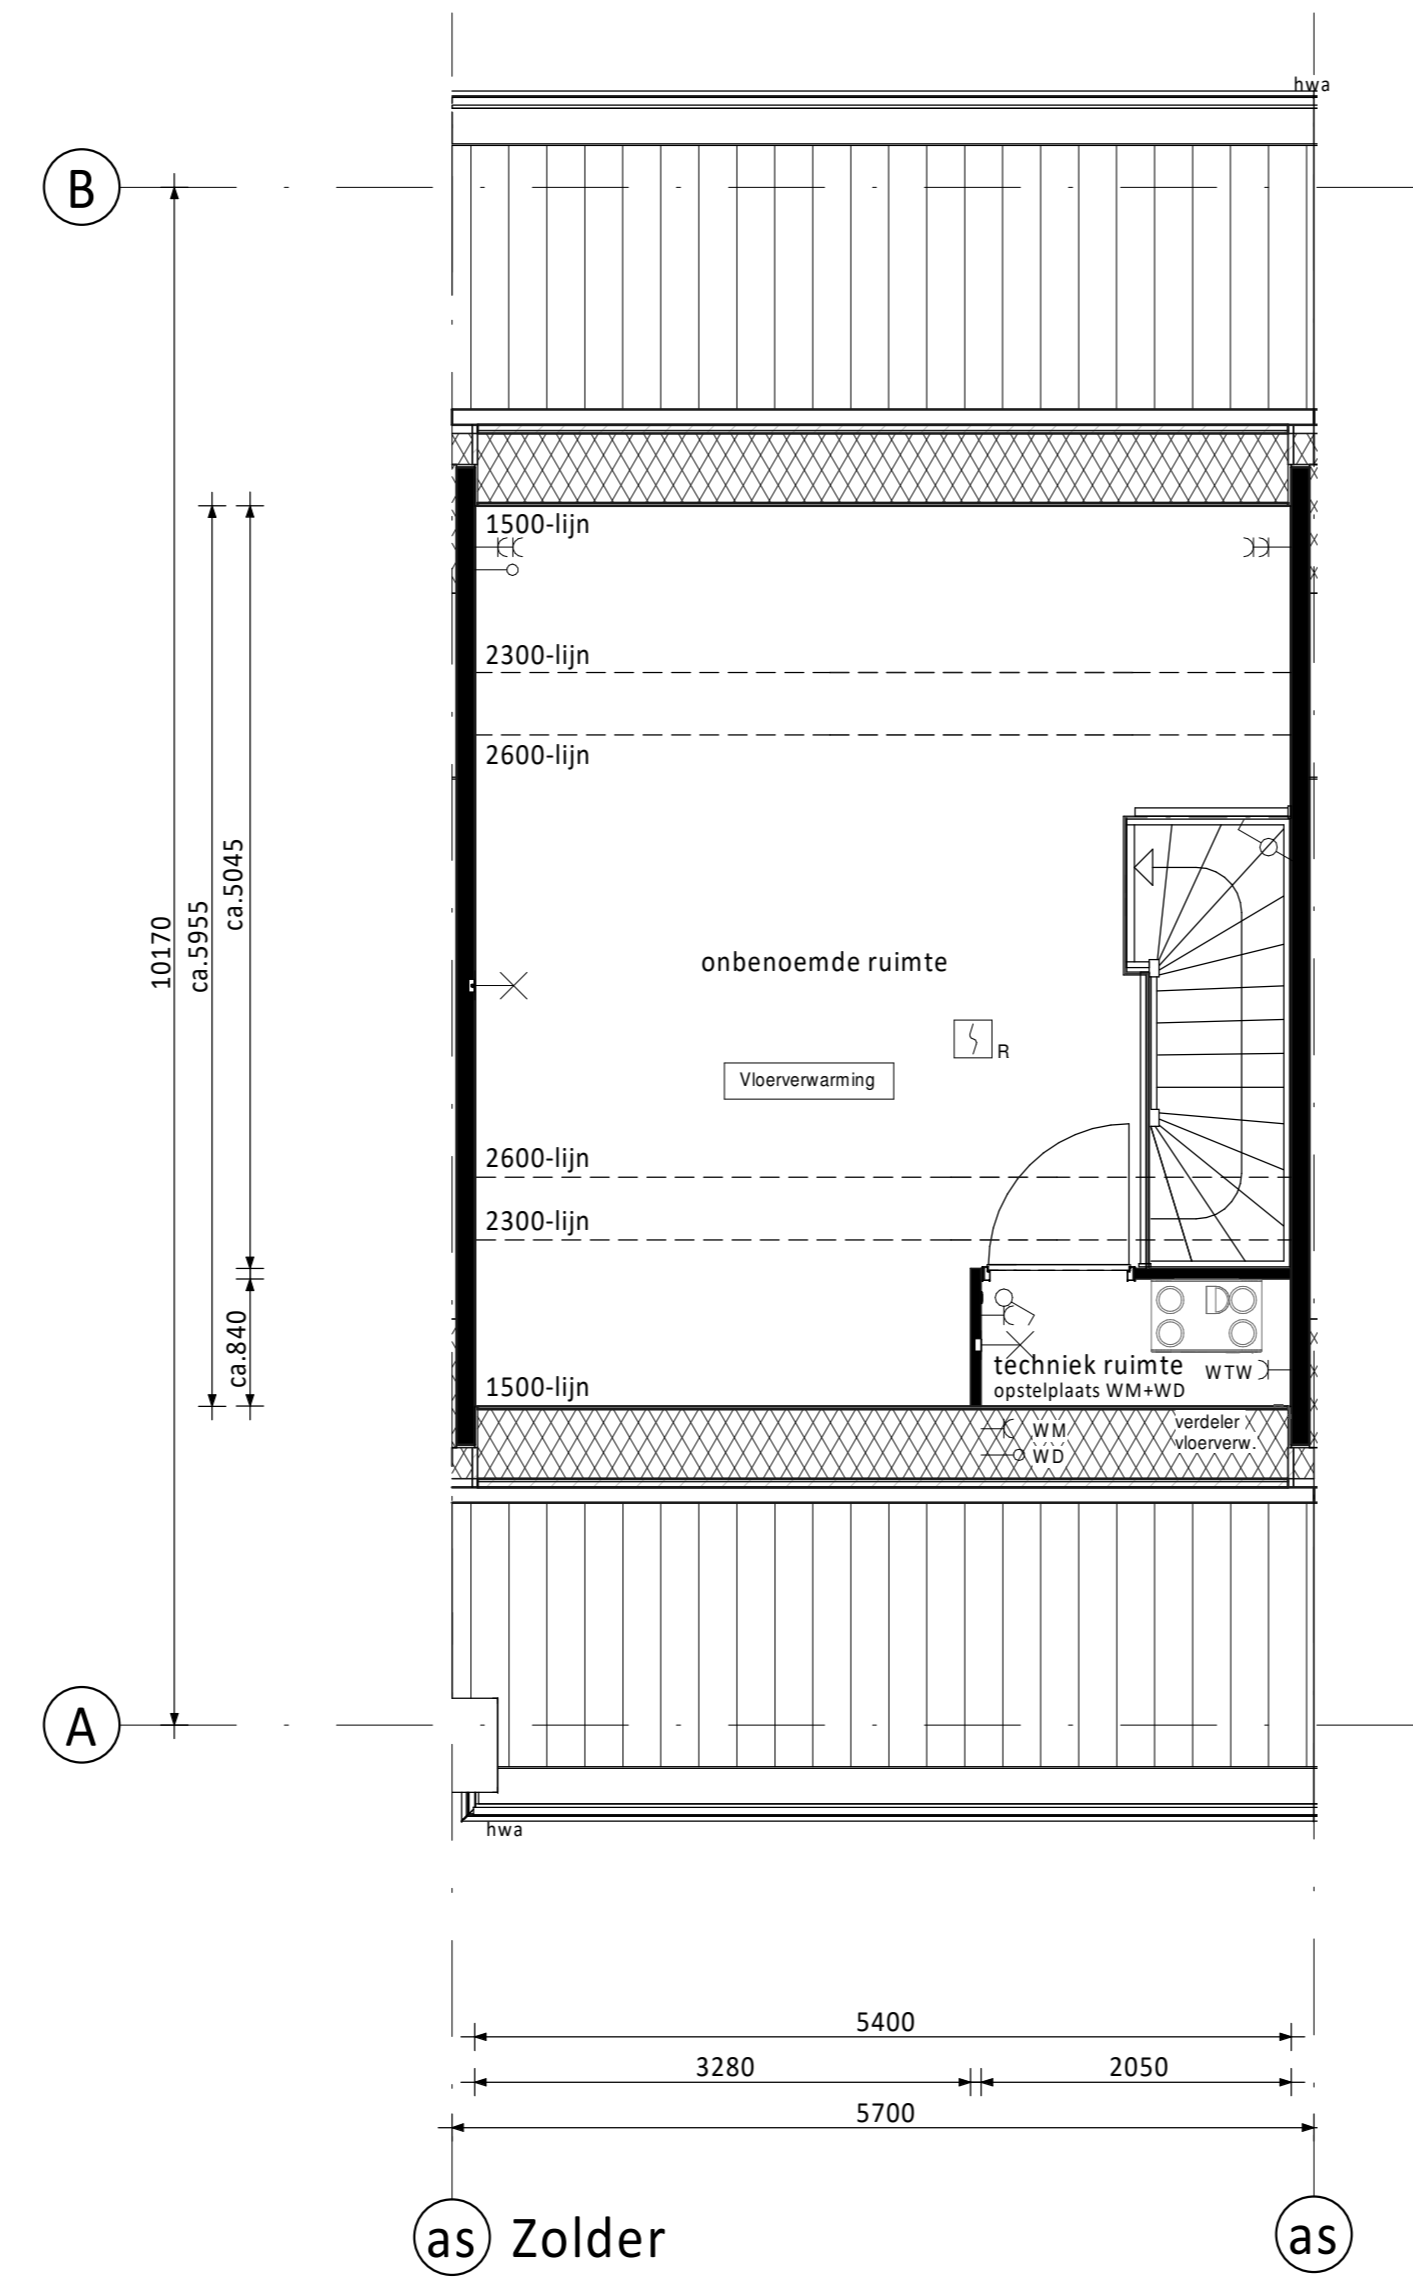 hwa
B
1500-lijn
2300-lijn
2600-lijn
10170
ca.5955
ca.5045
onbenoemde ruimte
R
Vloerverwarming
2600-lijn
2300-lijn
ca.840
techniek ruimte
WTW
opstelplaats WM+WD
1500-lijn
WM
WD
verdeler
vloerverw.
A
hwa
5400
3280
2050
5700
as
Zolder
as